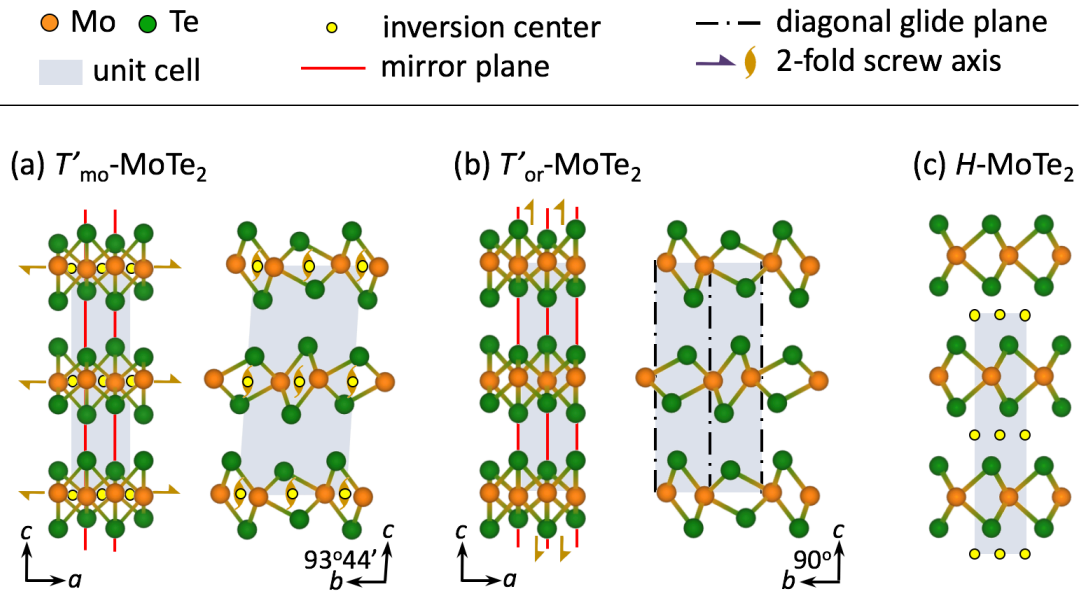 Mo Te inversion center diagonal glide plane
unit cell mirror plane 2-fold screw axis
(a) T'mo-MoTe2 (b) T'or-MoTe2 (c) H-MoTe2
c a 93°44' c b
c a 90° c b